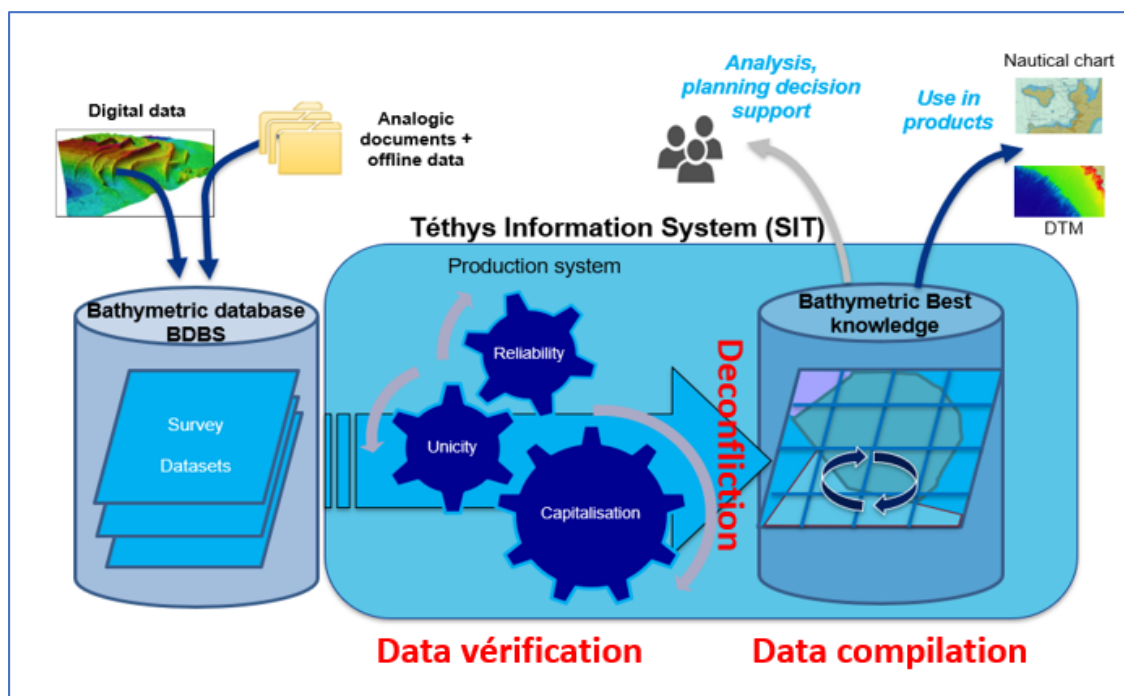 Digital data
Analogic
documents +
offline data
Analysis,
planning decision
support
Use in
products
Nautical chart
DTM
Téthys Information System (SIT)
Production system
Bathymetric database
BDBS
Survey
Datasets
Reliability
Unicity
Capitalisation
Deconfliction
Bathymetric Best
knowledge
Data vérification
Data compilation